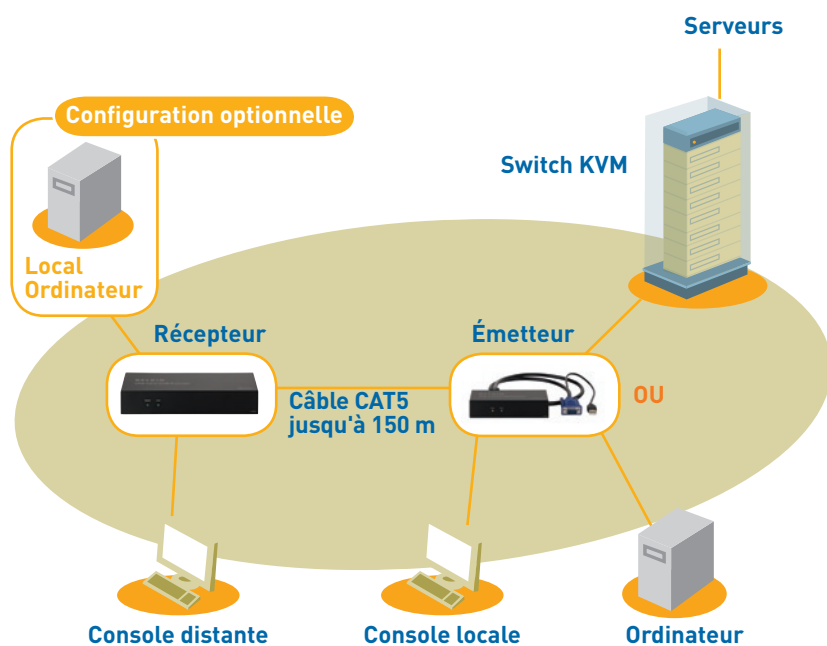 Serveurs
Configuration optionnelle
Switch KVM
Local
Ordinateur
Récepteur
Émetteur
Câble CAT5
jusqu'à 150 m
OU
Console distante
Console locale
Ordinateur